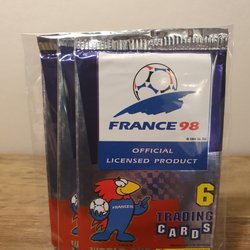 FRANCE 98
OFFICIAL
LICENSED PRODUCT
6
TRADING
CARDS